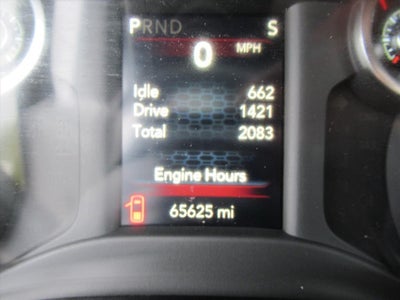 PRND S
0 MPH
Idle 662
Drive 1421
Total 2083
Engine Hours
65625 mi